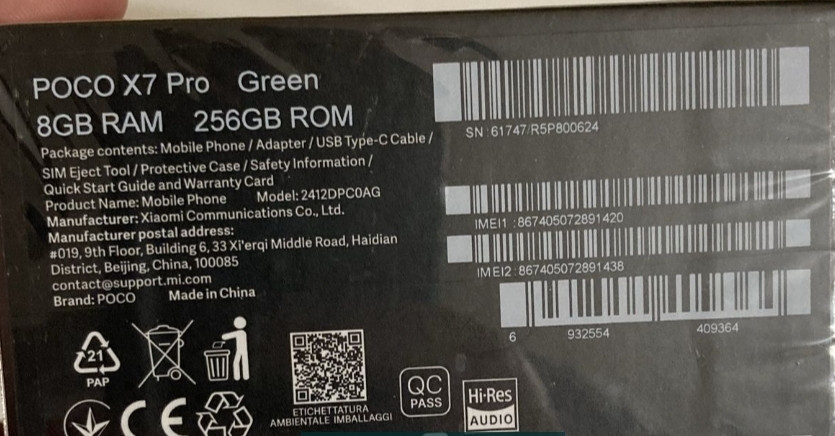 POCO X7 Pro Green
8GB RAM 256GB ROM
Package contents: Mobile Phone / Adapter / USB Type-C Cable /
SIM Eject Tool / Protective Case / Safety Information /
Quick Start Guide and Warranty Card
Product Name: Mobile Phone Model: 2412DPC0AG
Manufacturer: Xiaomi Communications Co., Ltd.
Manufacturer postal address:
#019, 9th Floor, Building 6, 33 Xi'erqi Middle Road, Haidian
District, Beijing, China, 100085
contact@support.mi.com
Brand: POCO Made in China
SN:61747/R5P800624
IMEI1 :867405072891420
IMEI2:867405072891438
6 932554 409364
21
PAP
ETICHETTATURA
AMBIENTALE IMBALLAGGI
QC
PASS
Hi-Res
AUDIO
CE